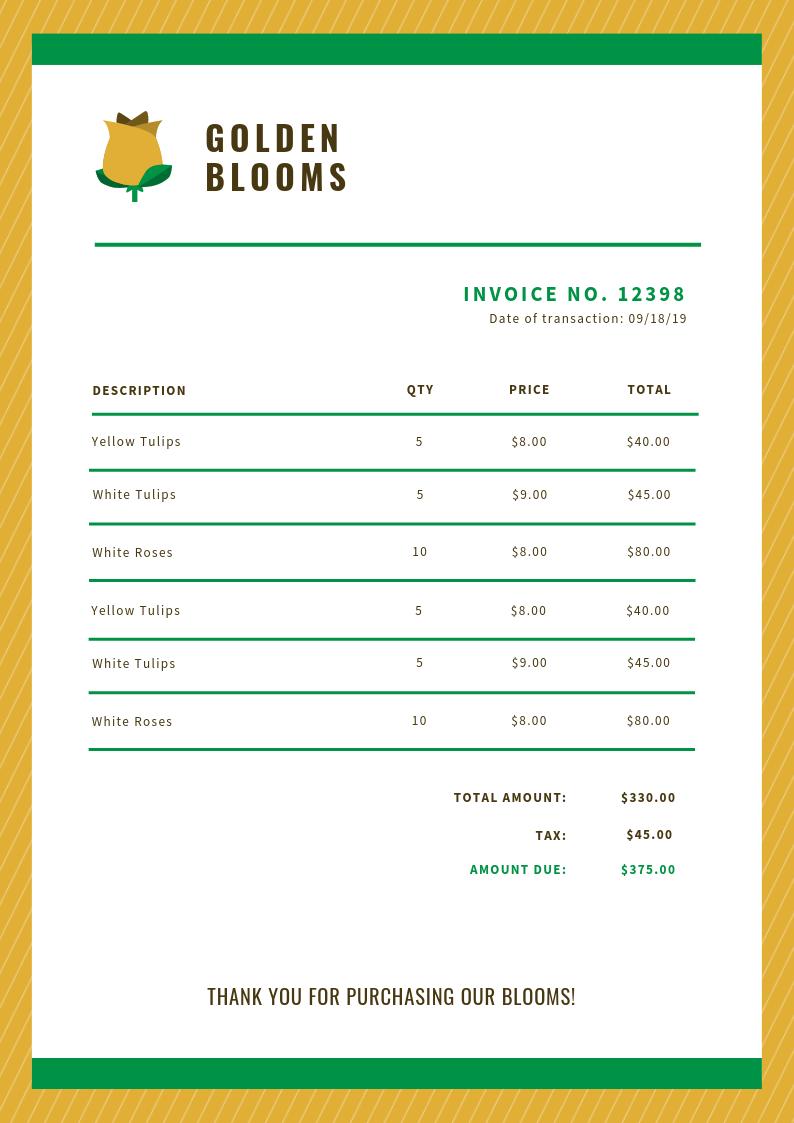 GOLDEN
BLOOMS
INVOICE NO. 12398
Date of transaction: 09/18/19
DESCRIPTION QTY PRICE TOTAL
Yellow Tulips 5 $8.00 $40.00
White Tulips 5 $9.00 $45.00
White Roses 10 $8.00 $80.00
Yellow Tulips 5 $8.00 $40.00
White Tulips 5 $9.00 $45.00
White Roses 10 $8.00 $80.00
TOTAL AMOUNT: $330.00
TAX: $45.00
AMOUNT DUE: $375.00
THANK YOU FOR PURCHASING OUR BLOOMS!